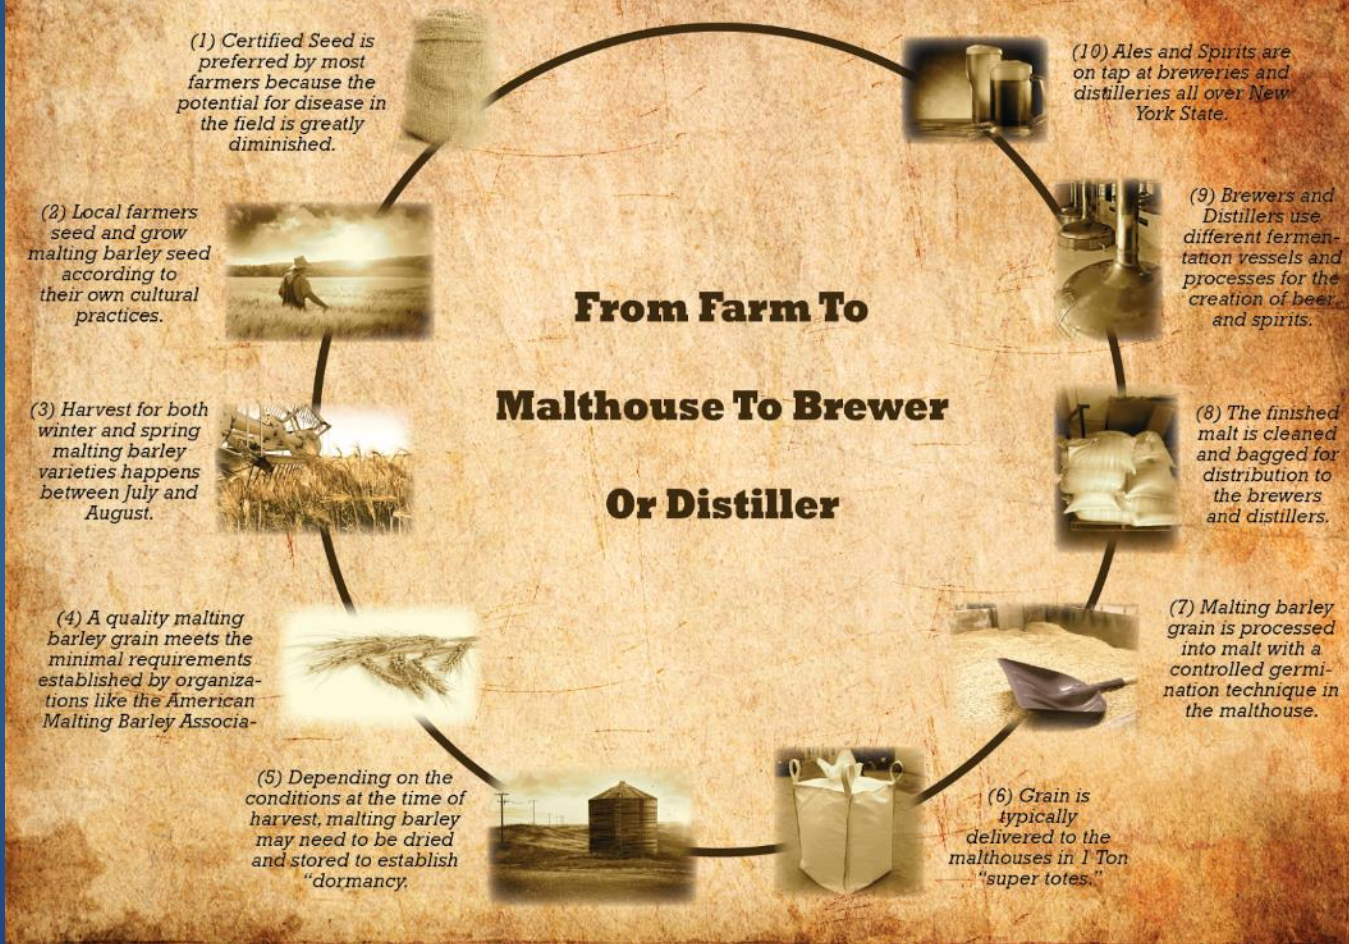 (1) Certified Seed is
preferred by most
farmers because the
potential for disease in
the field is greatly
diminished.
(2) Local farmers
seed and grow
malting barley seed
according to
their own cultural
practices.
(3) Harvest for both
winter and spring
malting barley
varieties happens
between July and
August.
(4) A quality malting
barley grain meets the
minimal requirements
established by organiza-
tions like the American
Malting Barley Associa-
(5) Depending on the
conditions at the time of
harvest, malting barley
may need to be dried
and stored to establish
"dormancy.
(6) Grain is
typically
delivered to the
malthouses in 1 Ton
"super totes."
(7) Malting barley
grain is processed
into malt with a
controlled germi-
nation technique in
the malthouse.
(8) The finished
malt is cleaned
and bagged for
distribution to
the brewers
and distillers.
(9) Brewers and
Distillers use
different fermen-
tation vessels and
processes for the
creation of beer
and spirits.
(10) Ales and Spirits are
on tap at breweries and
distilleries all over New
York State.
From Farm To
Malthouse To Brewer
Or Distiller